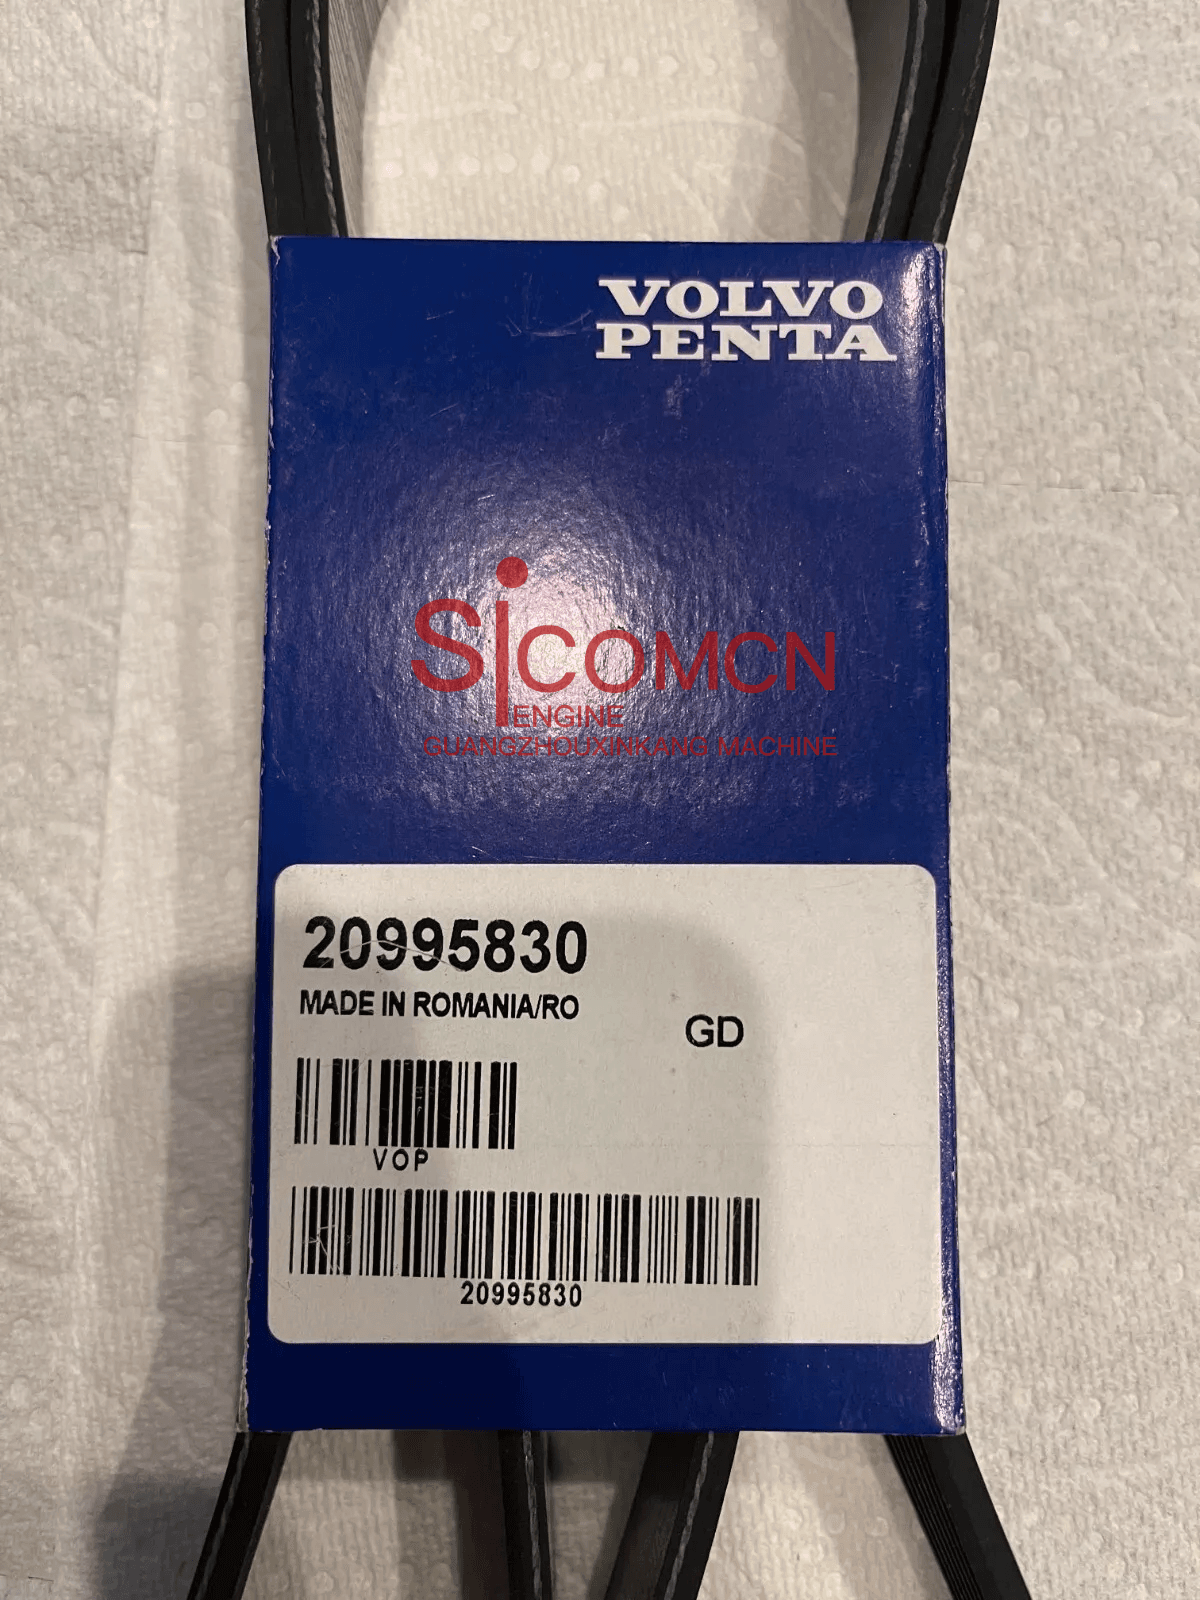 VOLVO
PENTA
SiCOMCN
ENGINE
GUANGZHOUXINKANG MACHINE
20995830
MADE IN ROMANIA/RO
GD
VOP
20995830